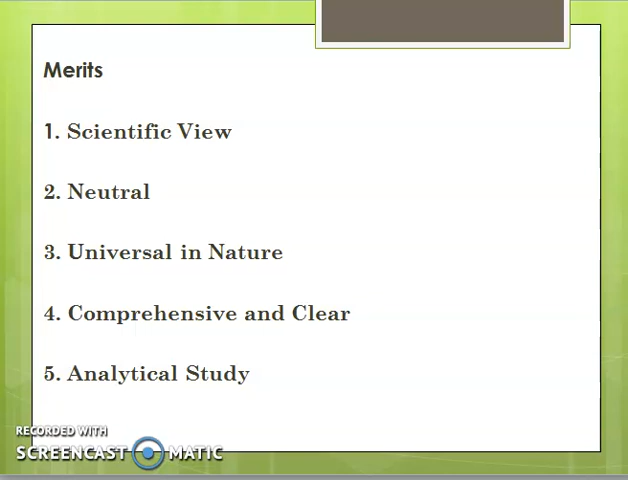 Merits
1. Scientific View
2. Neutral
3. Universal in Nature
4. Comprehensive and Clear
5. Analytical Study
RECORDED WITH
SCREENCAST MATIC